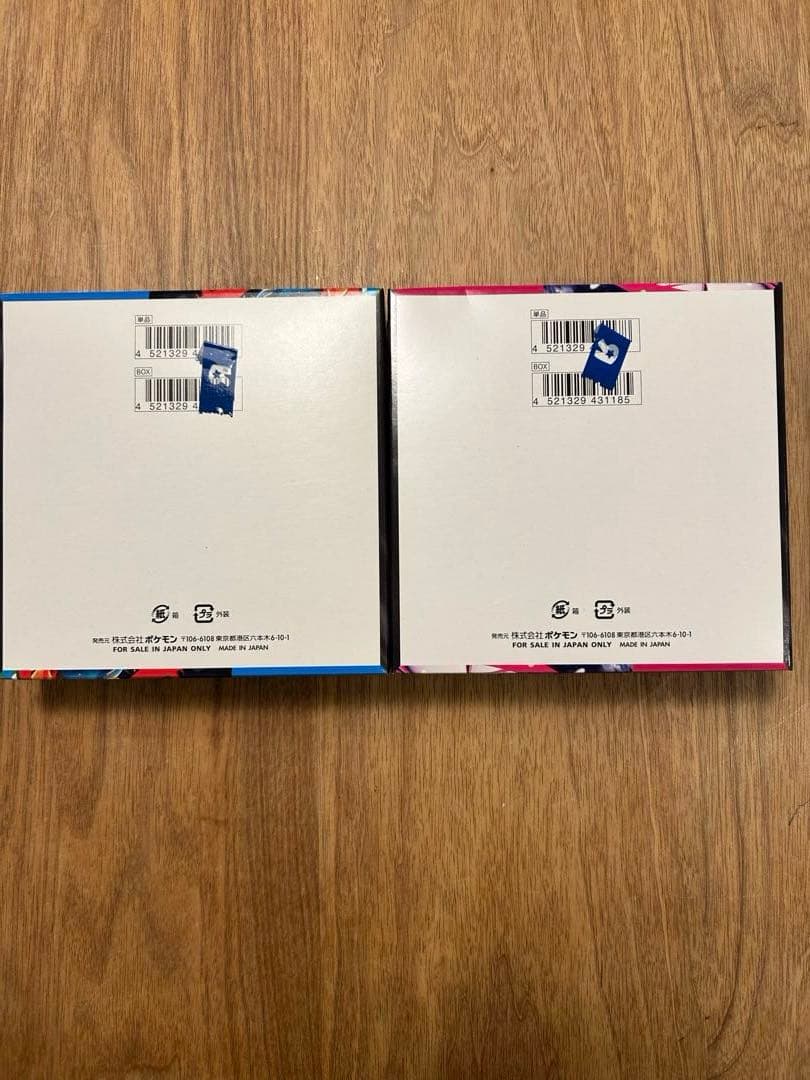 単品
4 521329 4
BOX
4 521329 4
紙 箱 プラ 外装
発売元 株式会社ポケモン 〒106-6108 東京都港区六本木6-10-1
FOR SALE IN JAPAN ONLY MADE IN JAPAN
単品
4 521329
BOX
4 521329 431185
紙 箱 プラ 外装
発売元 株式会社ポケモン 〒106-6108 東京都港区六本木6-10-1
FOR SALE IN JAPAN ONLY MADE IN JAPAN